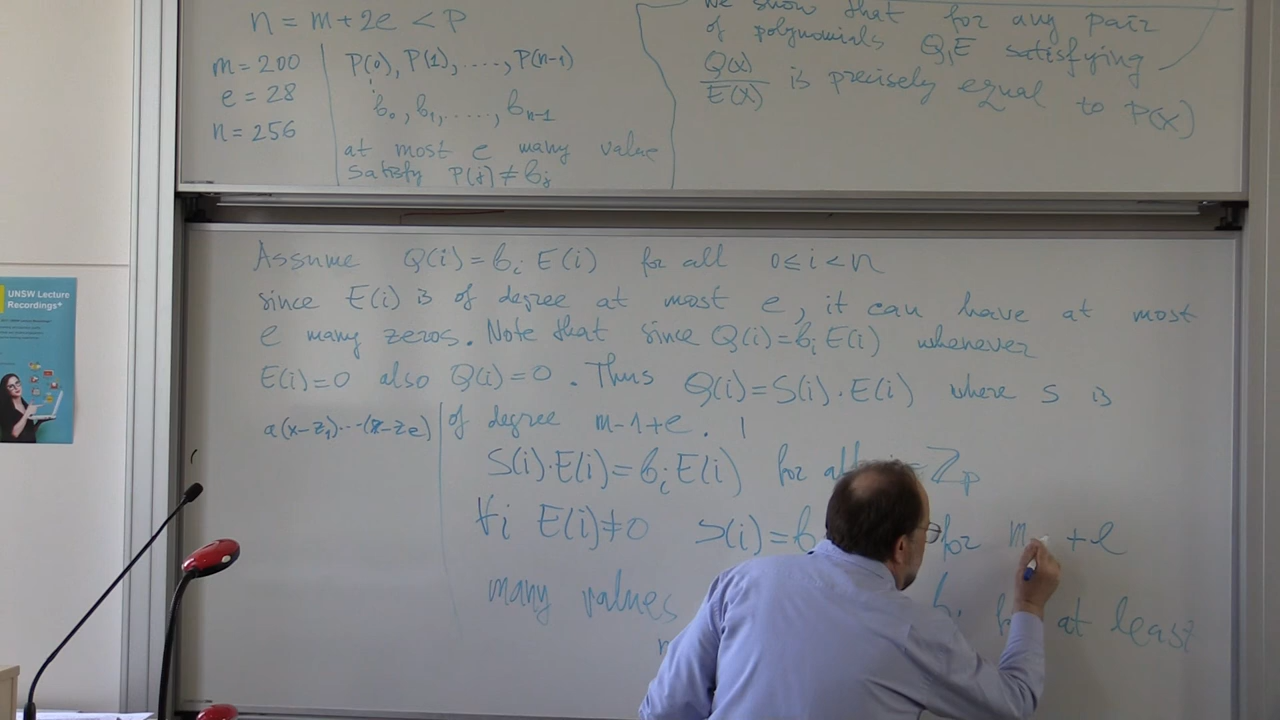 n = m + 2e < P
m = 200
e = 28
n = 256
P(0), P(1), ....., P(n-1)
b₀, b₁, ....., bₙ₋₁
at most e many value
satisfy P(j) ≠ bⱼ
We show that for any pair
of polynomials Q, E satisfying
Q(x)/E(x) is precisely equal to P(x)
Assume Q(i) = bᵢ E(i) for all 0 ≤ i < n
since E(i) is of degree at most e, it can have at most
e many zeros. Note that since Q(i) = bᵢ E(i) whenever
E(i) = 0 also Q(i) = 0. Thus Q(i) = S(i)·E(i) where S is
a(x-z₁)···(x-ze)
of degree m-1+e.
S(i)·E(i) = bᵢ E(i) for all ℤp
∀i E(i) ≠ 0 S(i) = b for m + e
many values at least
UNSW Lecture
Recordings+